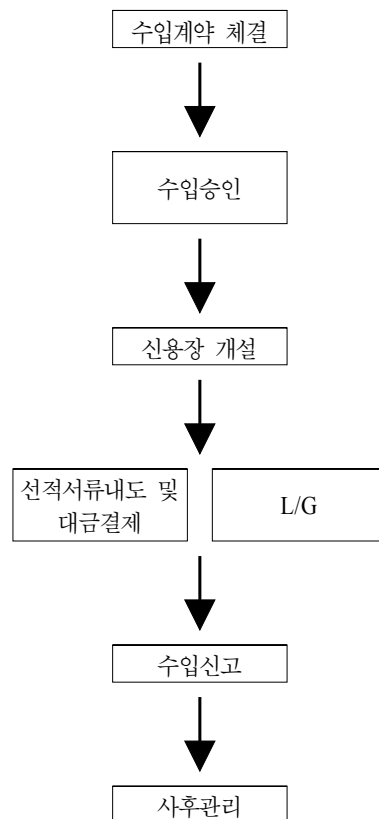 수입계약 체결
수입승인
신용장 개설
선적서류내도 및
대금결제
L/G
수입신고
사후관리